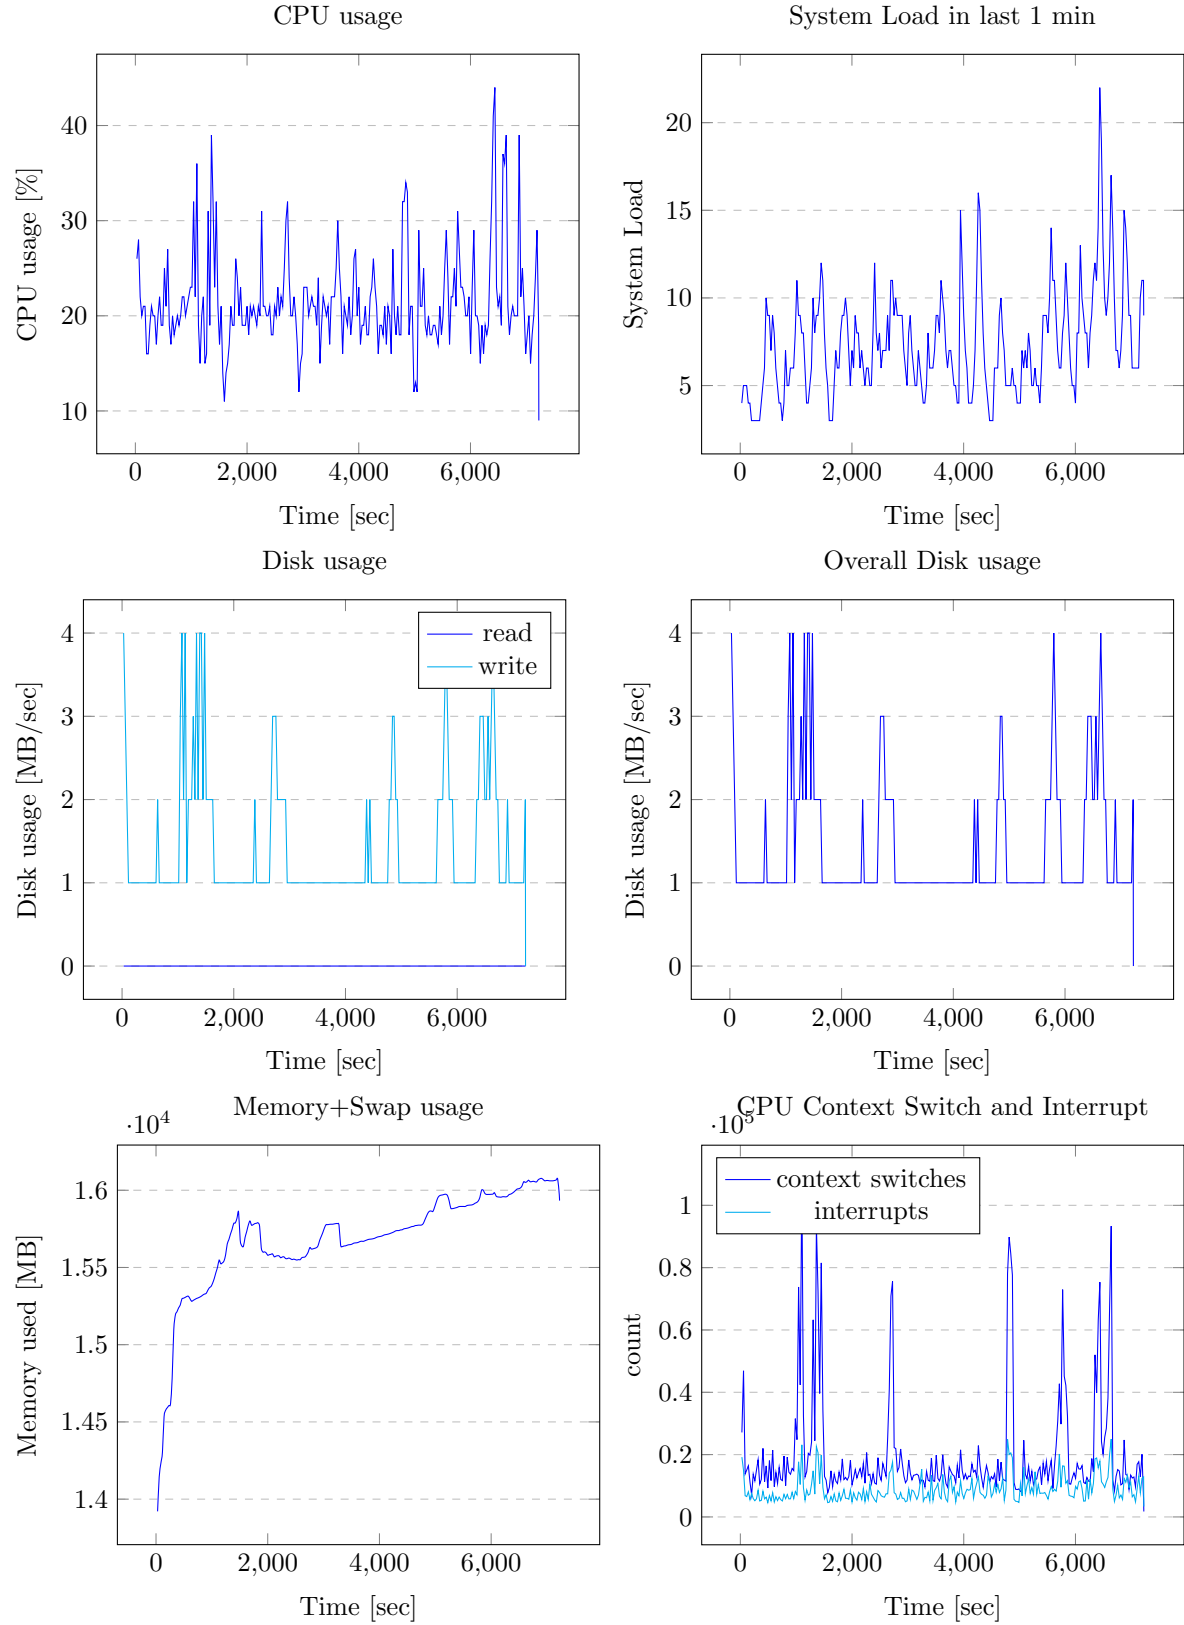 CPU usage
CPU usage [%]
40
30
20
10
0
2,000
4,000
6,000
Time [sec]
System Load in last 1 min
System Load
20
15
10
5
0
2,000
4,000
6,000
Time [sec]
Disk usage
Disk usage [MB/sec]
read
write
4
3
2
1
0
0
2,000
4,000
6,000
Time [sec]
Overall Disk usage
Disk usage [MB/sec]
4
3
2
1
0
0
2,000
4,000
6,000
Time [sec]
Memory+Swap usage
·10^4
Memory used [MB]
1.6
1.55
1.5
1.45
1.4
0
2,000
4,000
6,000
Time [sec]
CPU Context Switch and Interrupt
·10^5
count
context switches
interrupts
1
0.8
0.6
0.4
0.2
0
0
2,000
4,000
6,000
Time [sec]